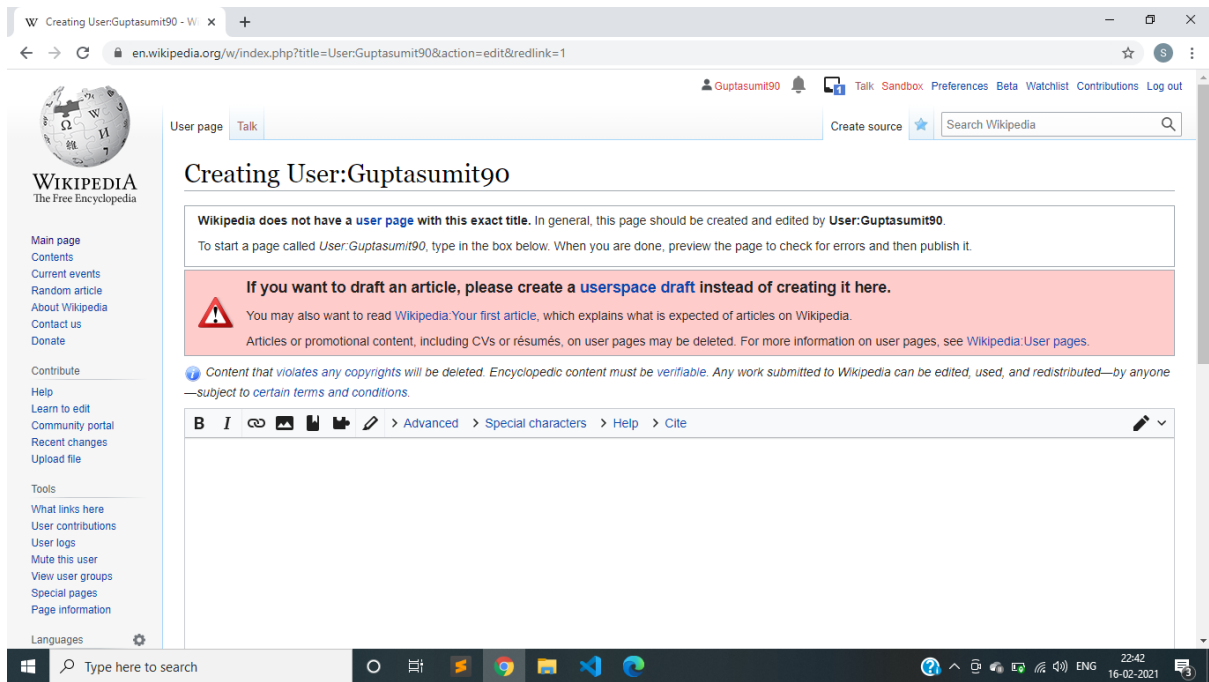 Creating User:Guptasumit90 - Wi
en.wikipedia.org/w/index.php?title=User:Guptasumit90&action=edit&redlink=1
S
Guptasumit90 1 Talk Sandbox Preferences Beta Watchlist Contributions Log out
User page Talk Create source Search Wikipedia
WIKIPEDIA
The Free Encyclopedia
Main page
Contents
Current events
Random article
About Wikipedia
Contact us
Donate
Contribute
Help
Learn to edit
Community portal
Recent changes
Upload file
Tools
What links here
User contributions
User logs
Mute this user
View user groups
Special pages
Page information
Languages
Creating User:Guptasumit90
Wikipedia does not have a user page with this exact title. In general, this page should be created and edited by User:Guptasumit90.
To start a page called User:Guptasumit90, type in the box below. When you are done, preview the page to check for errors and then publish it.
If you want to draft an article, please create a userspace draft instead of creating it here.
You may also want to read Wikipedia:Your first article, which explains what is expected of articles on Wikipedia.
Articles or promotional content, including CVs or résumés, on user pages may be deleted. For more information on user pages, see Wikipedia:User pages.
Content that violates any copyrights will be deleted. Encyclopedic content must be verifiable. Any work submitted to Wikipedia can be edited, used, and redistributed—by anyone
—subject to certain terms and conditions.
B I Advanced Special characters Help Cite
Type here to search
ENG
22:42
16-02-2021
3